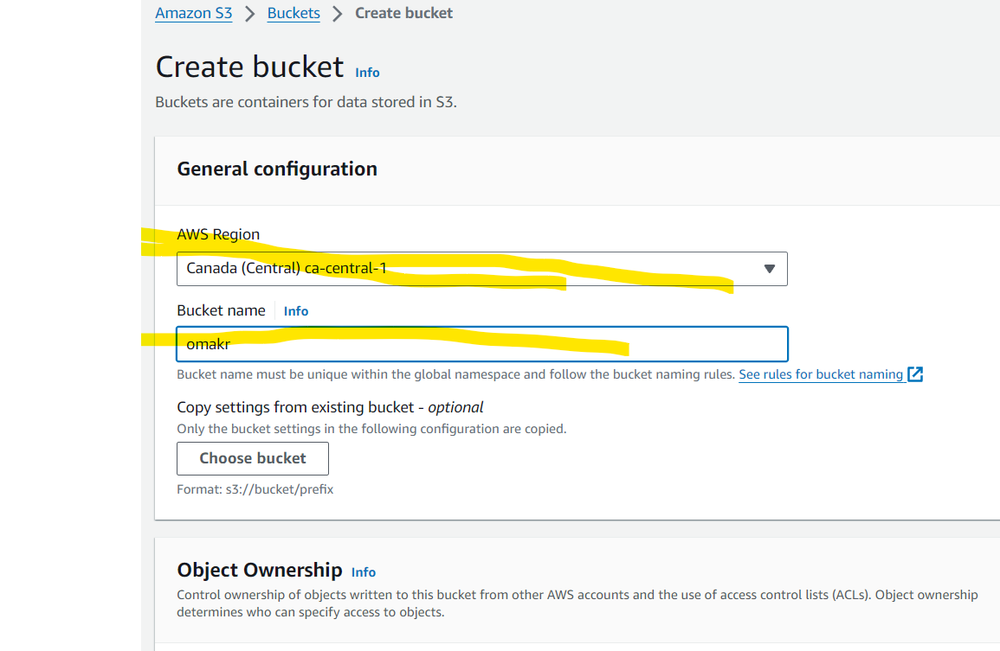 Amazon S3 > Buckets > Create bucket
Create bucket Info
Buckets are containers for data stored in S3.
General configuration
AWS Region
Canada (Central) ca-central-1
Bucket name Info
omakr
Bucket name must be unique within the global namespace and follow the bucket naming rules. See rules for bucket naming
Copy settings from existing bucket - optional
Only the bucket settings in the following configuration are copied.
Choose bucket
Format: s3://bucket/prefix
Object Ownership Info
Control ownership of objects written to this bucket from other AWS accounts and the use of access control lists (ACLs). Object ownership
determines who can specify access to objects.